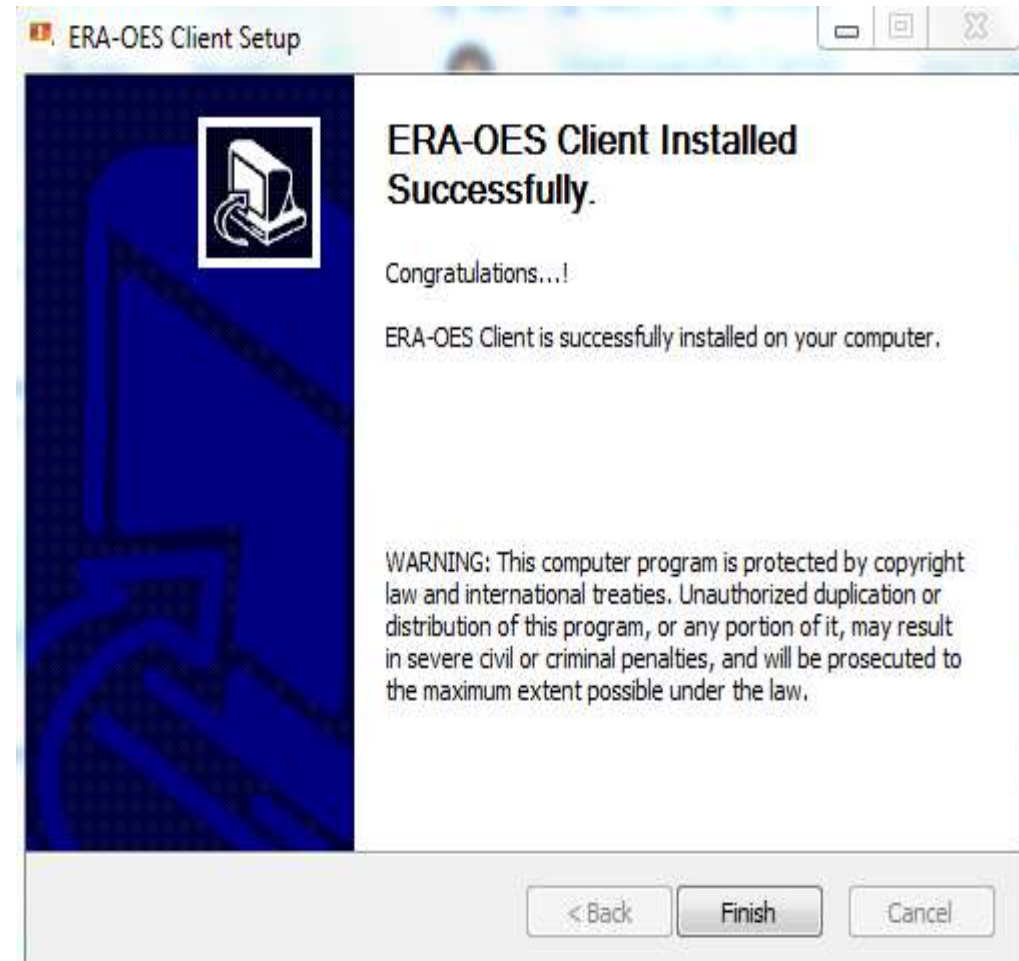 ERA-OES Client Setup
ERA-OES Client Installed
Successfully.
Congratulations...!
ERA-OES Client is successfully installed on your computer.
WARNING: This computer program is protected by copyright
law and international treaties. Unauthorized duplication or
distribution of this program, or any portion of it, may result
in severe civil or criminal penalties, and will be prosecuted to
the maximum extent possible under the law.
< Back Finish Cancel